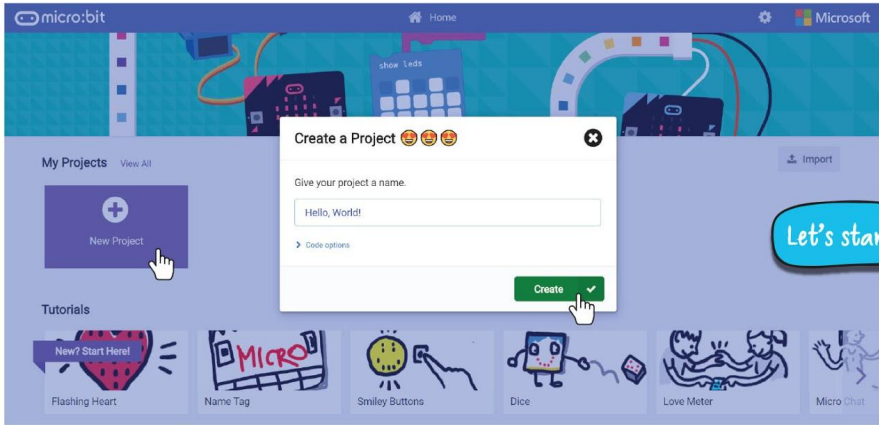 micro:bit
Home
Microsoft
show leds
My Projects View All
Import
New Project
Create a Project 😍😍😍
Give your project a name.
Hello, World!
Code options
Create
Let's
Tutorials
New? Start Here!
MICRO
Flashing Heart
Name Tag
Smiley Buttons
Dice
Love Meter
Micro Chat